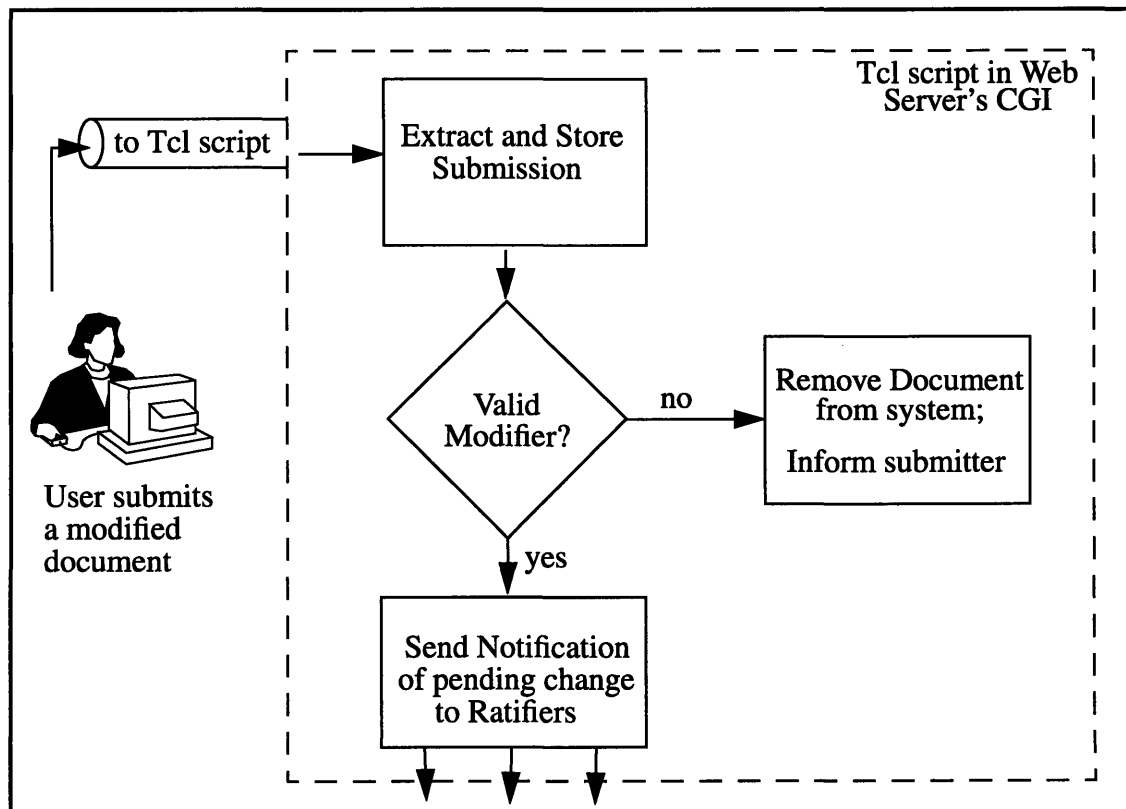 Tcl script in Web
Server's CGI
to Tcl script
Extract and Store
Submission
Valid
Modifier?
no
Remove Document
from system;
Inform submitter
User submits
a modified
document
yes
Send Notification
of pending change
to Ratifiers